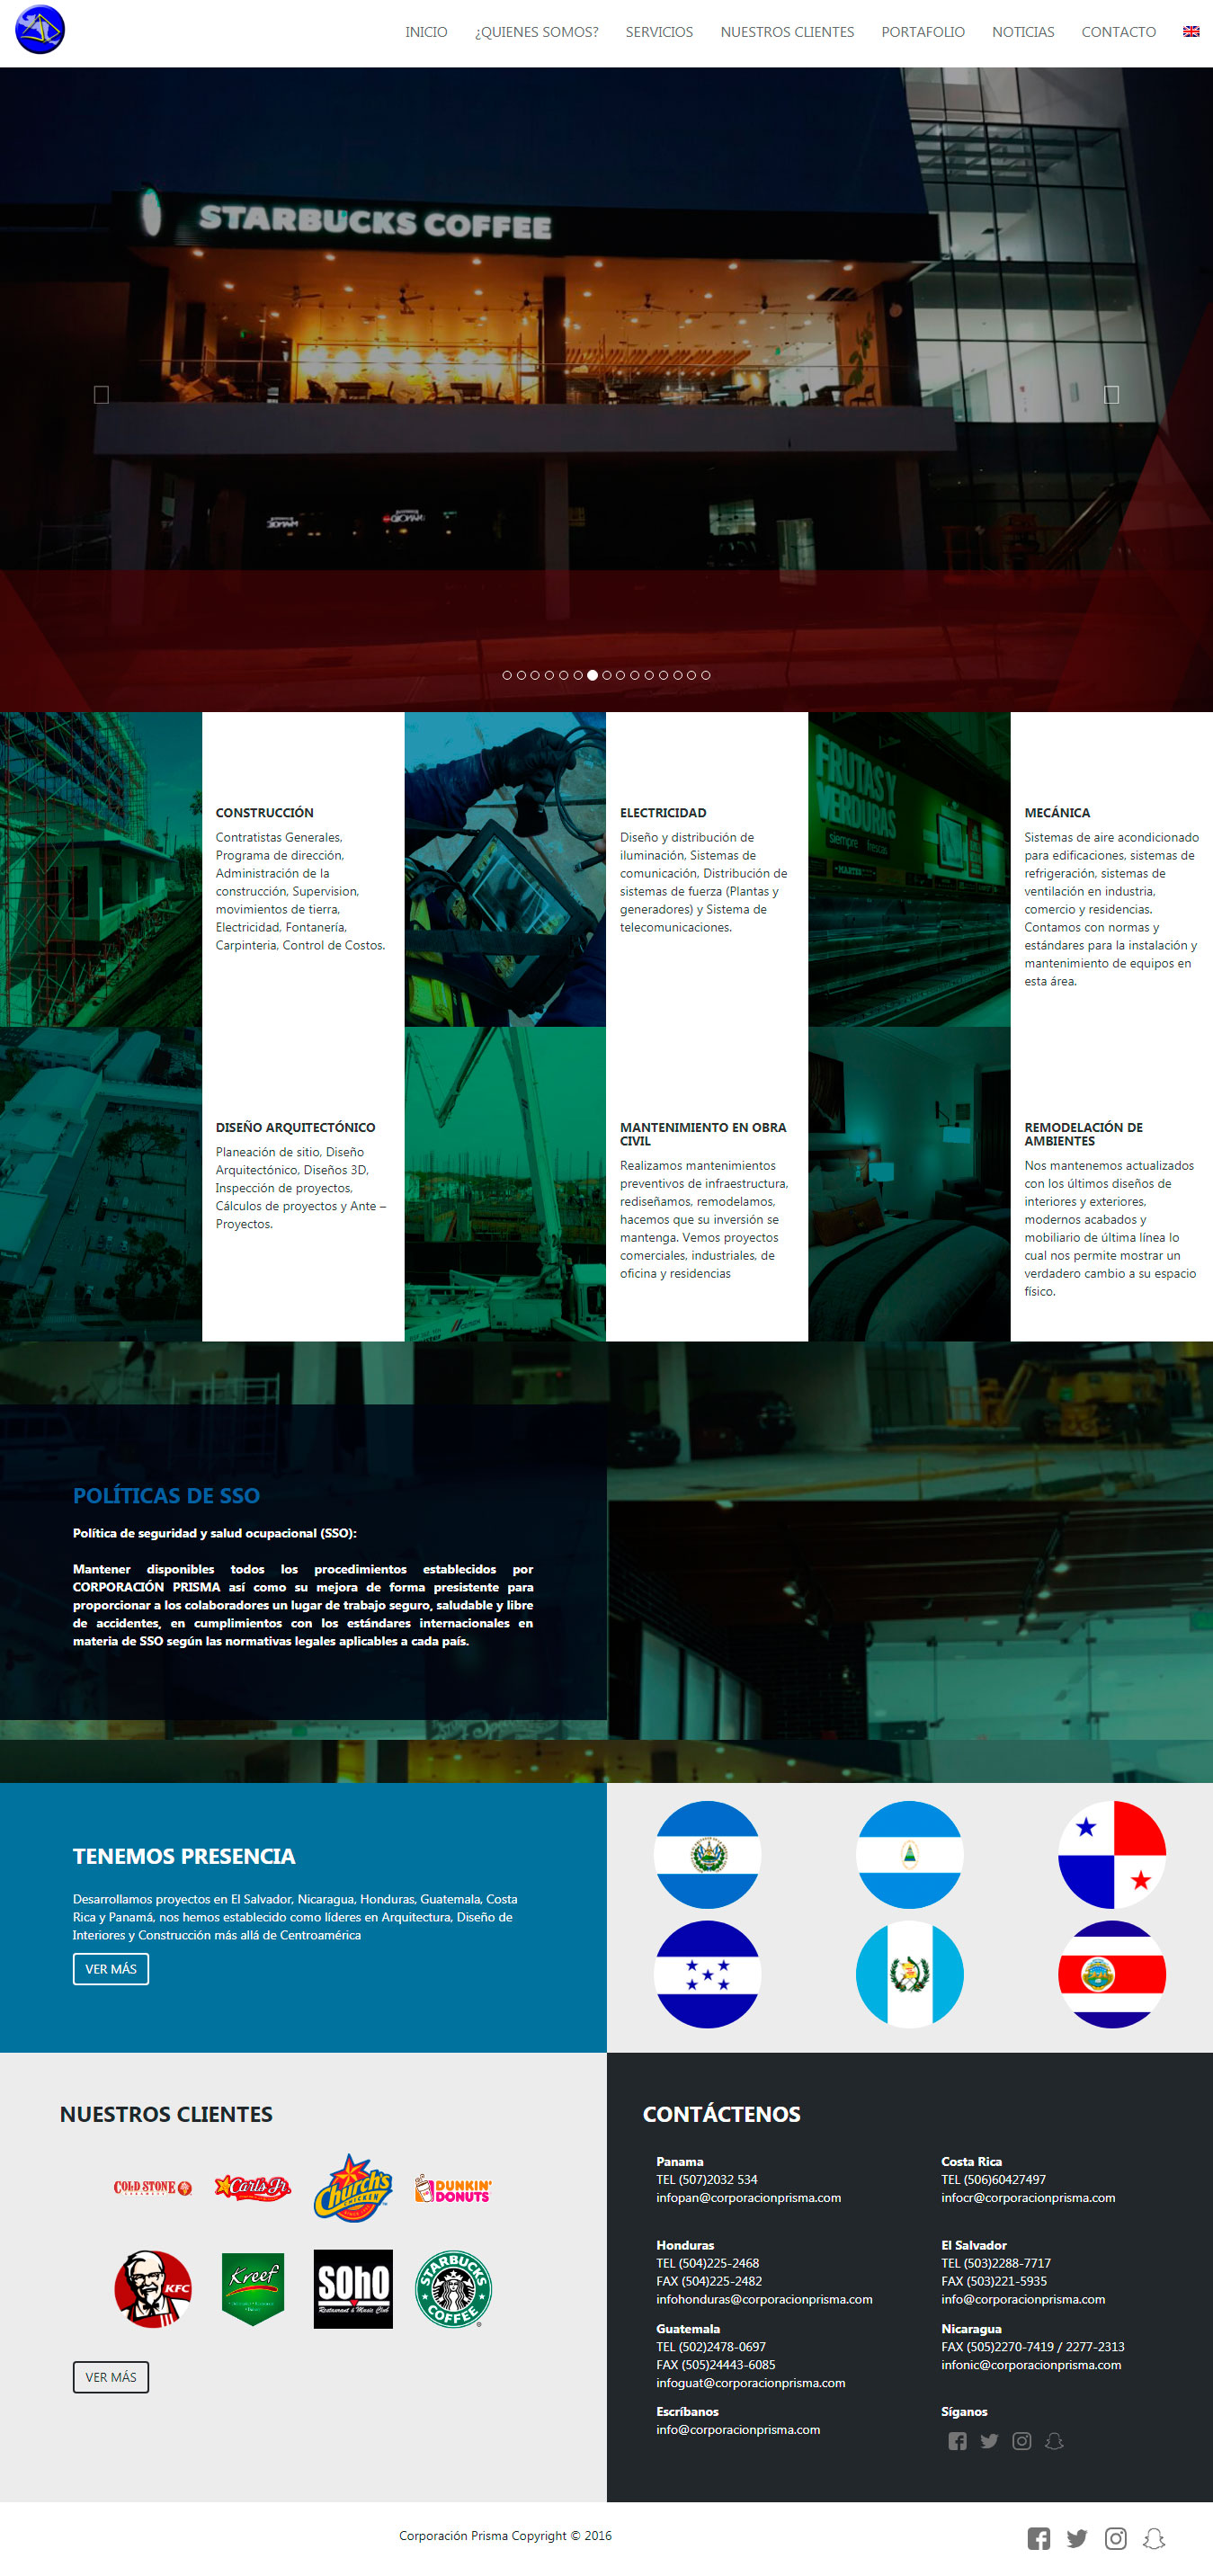 INICIO ¿QUIENES SOMOS? SERVICIOS NUESTROS CLIENTES PORTAFOLIO NOTICIAS CONTACTO
STARBUCKS COFFEE
FRUTAS Y
VERDURAS
siempre frescas
CONSTRUCCIÓN
Contratistas Generales,
Programa de dirección,
Administración de la
construcción, Supervision,
movimientos de tierra,
Electricidad, Fontanería,
Carpinteria, Control de Costos.
ELECTRICIDAD
Diseño y distribución de
iluminación, Sistemas de
comunicación, Distribución de
sistemas de fuerza (Plantas y
generadores) y Sistema de
telecomunicaciones.
MECÁNICA
Sistemas de aire acondicionado
para edificaciones, sistemas de
refrigeración, sistemas de
ventilación en industria,
comercio y residencias.
Contamos con normas y
estándares para la instalación y
mantenimiento de equipos en
esta área.
DISEÑO ARQUITECTÓNICO
Planeación de sitio, Diseño
Arquitectónico, Diseños 3D,
Inspección de proyectos,
Cálculos de proyectos y Ante –
Proyectos.
MANTENIMIENTO EN OBRA
CIVIL
Realizamos mantenimientos
preventivos de infraestructura,
rediseñamos, remodelamos,
hacemos que su inversión se
mantenga. Vemos proyectos
comerciales, industriales, de
oficina y residencias
REMODELACIÓN DE
AMBIENTES
Nos mantenemos actualizados
con los últimos diseños de
interiores y exteriores,
modernos acabados y
mobiliario de última línea lo
cual nos permite mostrar un
verdadero cambio a su espacio
físico.
POLÍTICAS DE SSO
Política de seguridad y salud ocupacional (SSO):
Mantener disponibles todos los procedimientos establecidos por
CORPORACIÓN PRISMA así como su mejora de forma presistente para
proporcionar a los colaboradores un lugar de trabajo seguro, saludable y libre
de accidentes, en cumplimientos con los estándares internacionales en
materia de SSO según las normativas legales aplicables a cada país.
TENEMOS PRESENCIA
Desarrollamos proyectos en El Salvador, Nicaragua, Honduras, Guatemala, Costa
Rica y Panamá, nos hemos establecido como líderes en Arquitectura, Diseño de
Interiores y Construcción más allá de Centroamérica
VER MÁS
NUESTROS CLIENTES
COLD STONE
CREAMERY
Carl's Jr.
Church's
CHICKEN
DUNKIN'
DONUTS
KFC
Kreef
SOHO
Restaurant & Music Club
STARBUCKS
COFFEE
VER MÁS
CONTÁCTENOS
Panama
TEL (507)2032 534
infopan@corporacionprisma.com
Costa Rica
TEL (506)60427497
infocr@corporacionprisma.com
Honduras
TEL (504)225-2468
FAX (504)225-2482
infohonduras@corporacionprisma.com
El Salvador
TEL (503)2288-7717
FAX (503)221-5935
info@corporacionprisma.com
Guatemala
TEL (502)2478-0697
FAX (505)24443-6085
infoguat@corporacionprisma.com
Nicaragua
FAX (505)2270-7419 / 2277-2313
infonic@corporacionprisma.com
Escríbanos
info@corporacionprisma.com
Síganos
Corporación Prisma Copyright © 2016